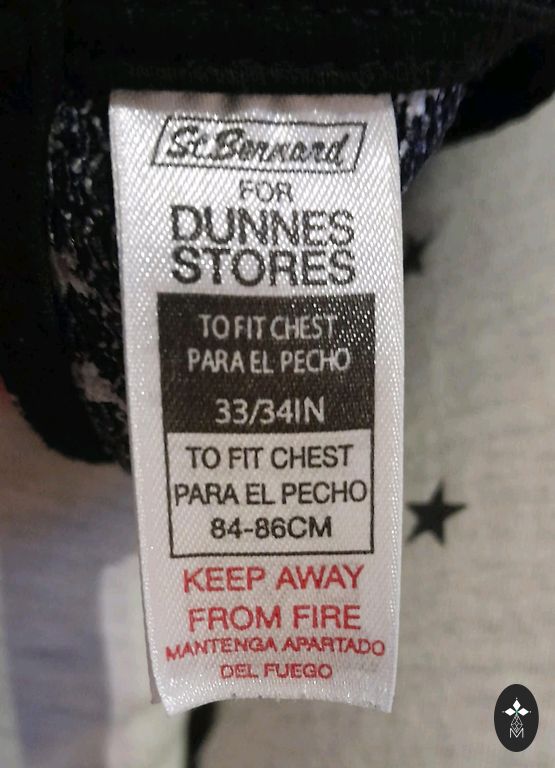 St. Bernard
FOR
DUNNES
STORES
TO FIT CHEST
PARA EL PECHO
33/34IN
TO FIT CHEST
PARA EL PECHO
84-86CM
KEEP AWAY
FROM FIRE
MANTENGA APARTADO
DEL FUEGO
M